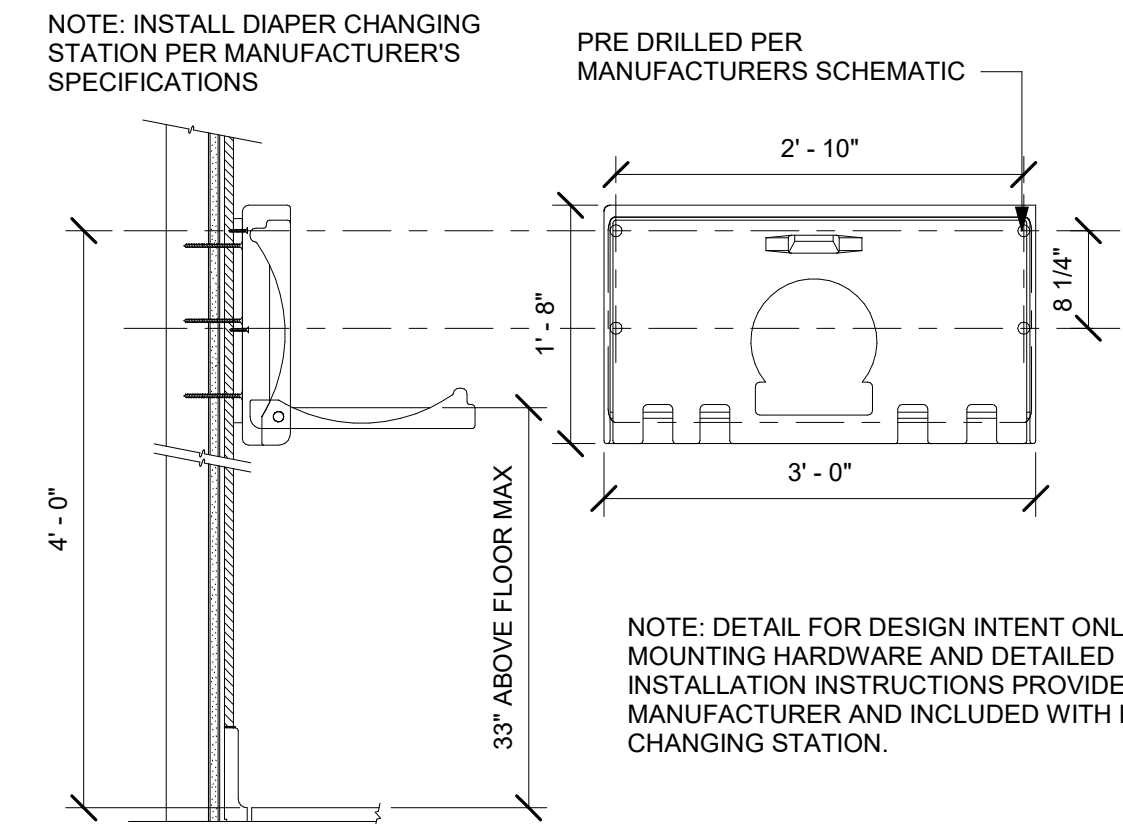 NOTE: INSTALL DIAPER CHANGING
STATION PER MANUFACTURER'S
SPECIFICATIONS
PRE DRILLED PER
MANUFACTURERS SCHEMATIC
2' - 10"
8 1/4"
1' - 8"
3' - 0"
4' - 0"
33" ABOVE FLOOR MAX
NOTE: DETAIL FOR DESIGN INTENT
MOUNTING HARDWARE AND DETAILED
INSTALLATION INSTRUCTIONS
MANUFACTURER AND INCLUDED WITH
CHANGING STATION.